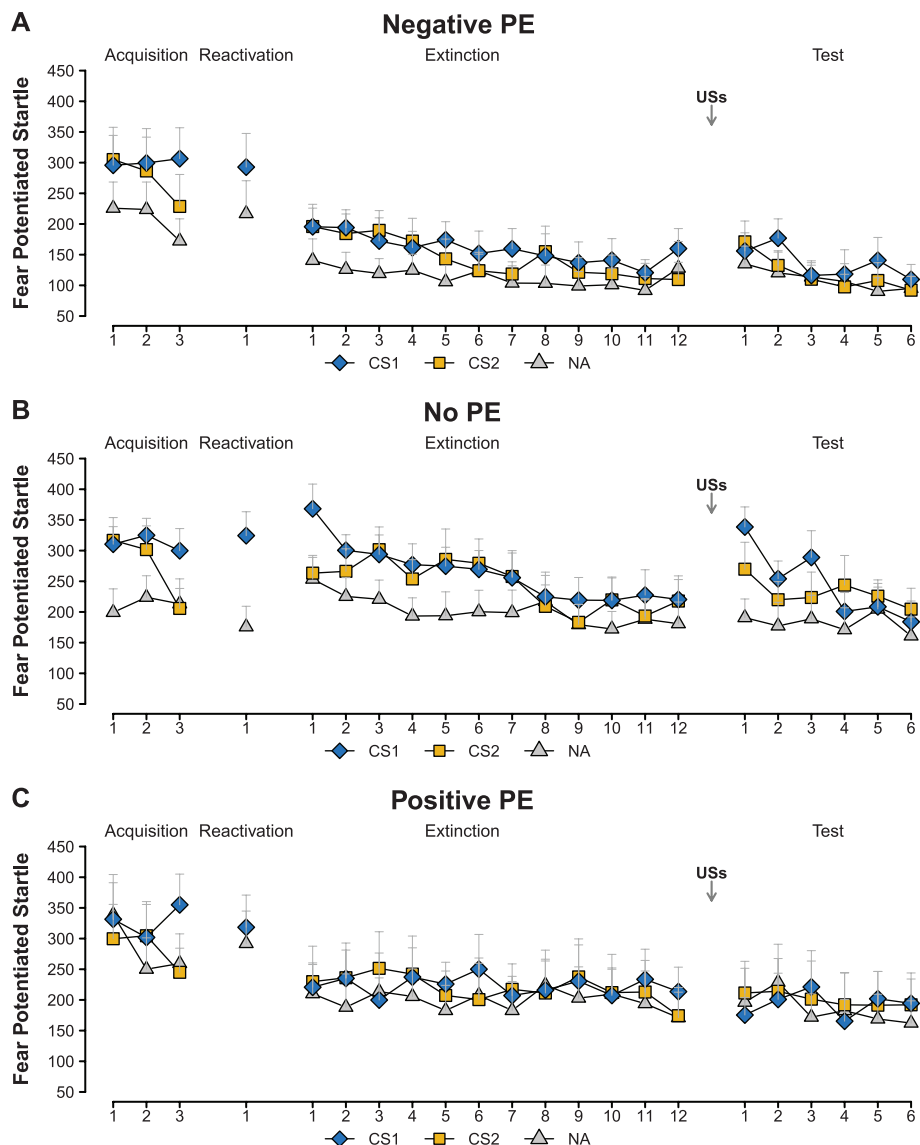 A
Negative PE
Acquisition Reactivation Extinction Test
Fear Potentiated Startle
450
400
350
300
250
200
150
100
50
USs
1 2 3 1 1 2 3 4 5 6 7 8 9 10 11 12 1 2 3 4 5 6
CS1 CS2 NA
B
No PE
Acquisition Reactivation Extinction Test
Fear Potentiated Startle
450
400
350
300
250
200
150
100
50
USs
1 2 3 1 1 2 3 4 5 6 7 8 9 10 11 12 1 2 3 4 5 6
CS1 CS2 NA
C
Positive PE
Acquisition Reactivation Extinction Test
Fear Potentiated Startle
450
400
350
300
250
200
150
100
50
USs
1 2 3 1 1 2 3 4 5 6 7 8 9 10 11 12 1 2 3 4 5 6
CS1 CS2 NA